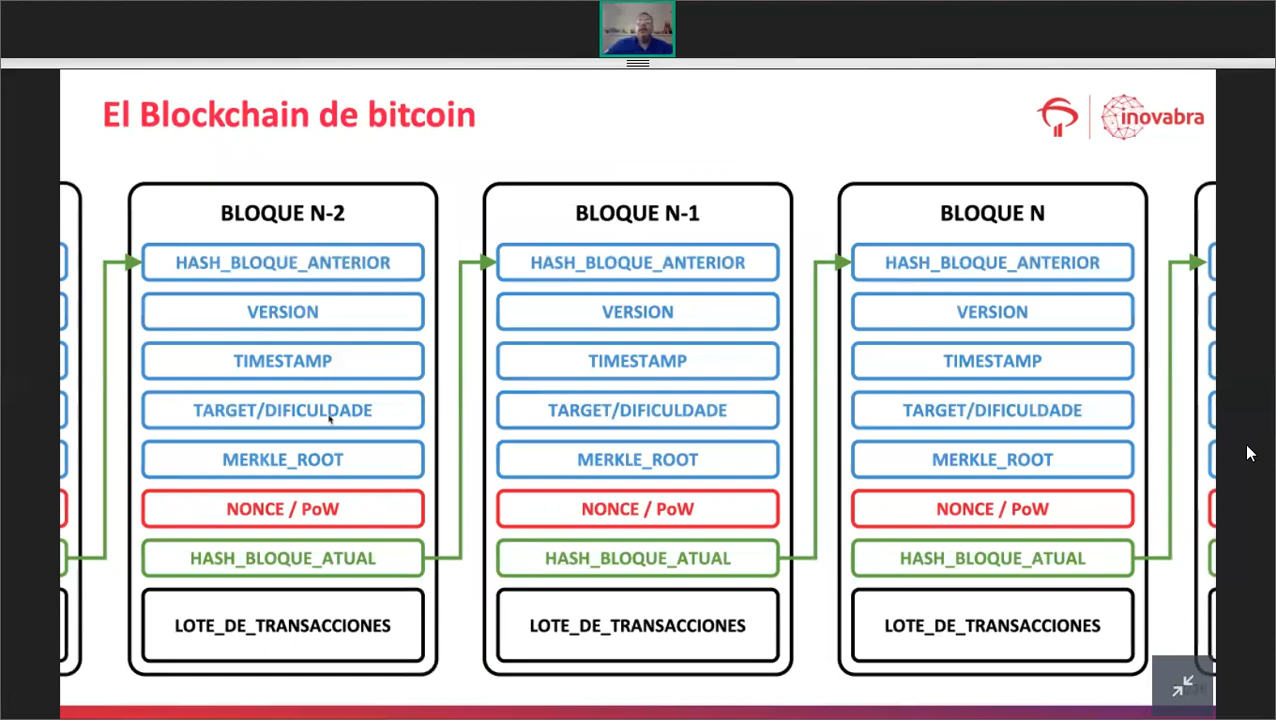 El Blockchain de bitcoin
inovabra
BLOQUE N-2
HASH_BLOQUE_ANTERIOR
VERSION
TIMESTAMP
TARGET/DIFICULDADE
MERKLE_ROOT
NONCE / PoW
HASH_BLOQUE_ATUAL
LOTE_DE_TRANSACCIONES
BLOQUE N-1
HASH_BLOQUE_ANTERIOR
VERSION
TIMESTAMP
TARGET/DIFICULDADE
MERKLE_ROOT
NONCE / PoW
HASH_BLOQUE_ATUAL
LOTE_DE_TRANSACCIONES
BLOQUE N
HASH_BLOQUE_ANTERIOR
VERSION
TIMESTAMP
TARGET/DIFICULDADE
MERKLE_ROOT
NONCE / PoW
HASH_BLOQUE_ATUAL
LOTE_DE_TRANSACCIONES